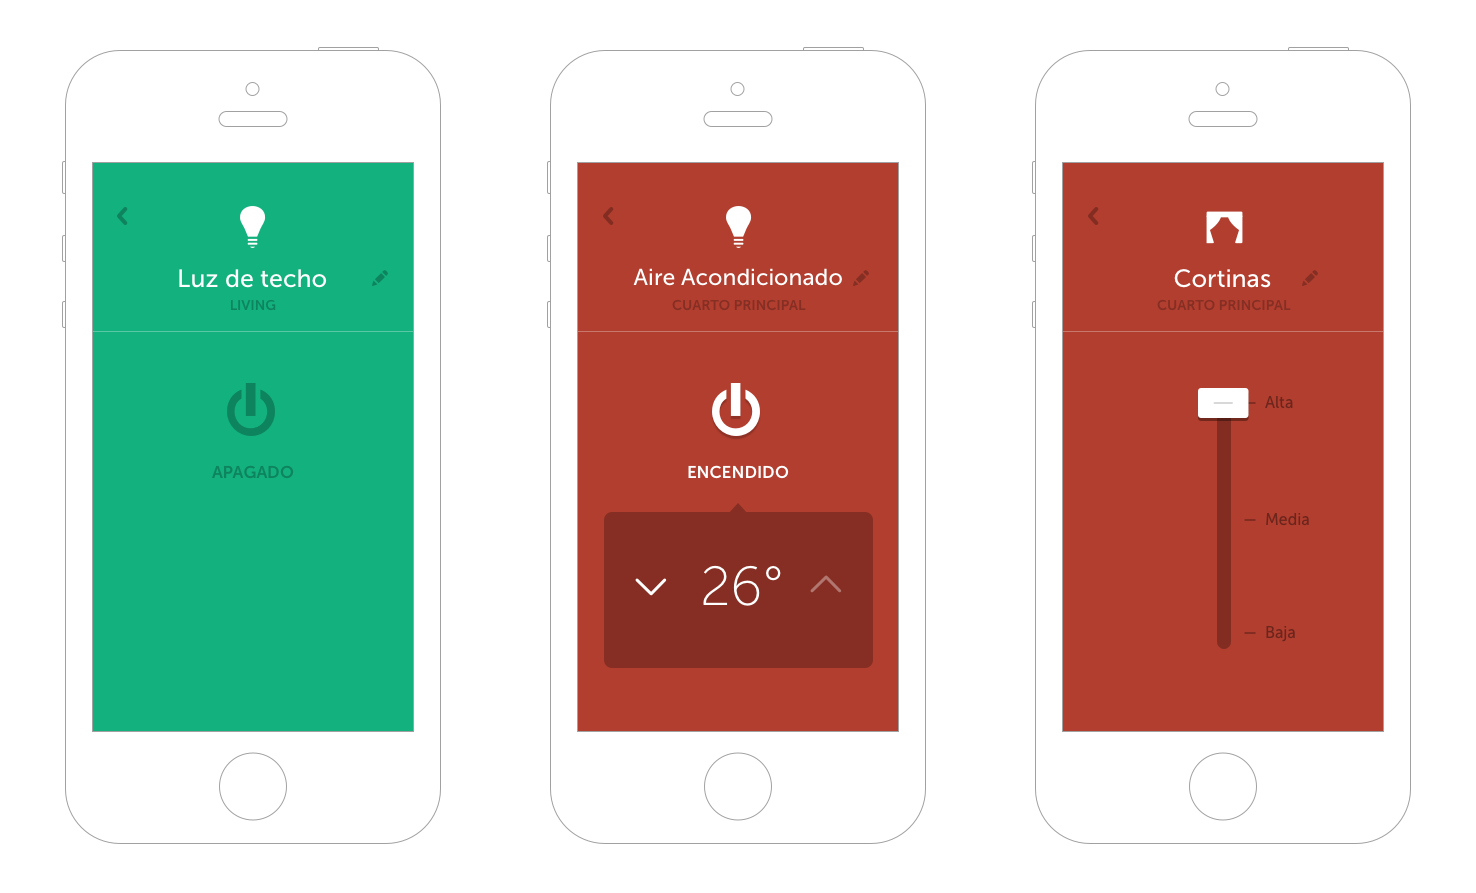 Luz de techo
LIVING
APAGADO
Aire Acondicionado
CUARTO PRINCIPAL
ENCENDIDO
26°
Cortinas
CUARTO PRINCIPAL
Alta
Media
Baja